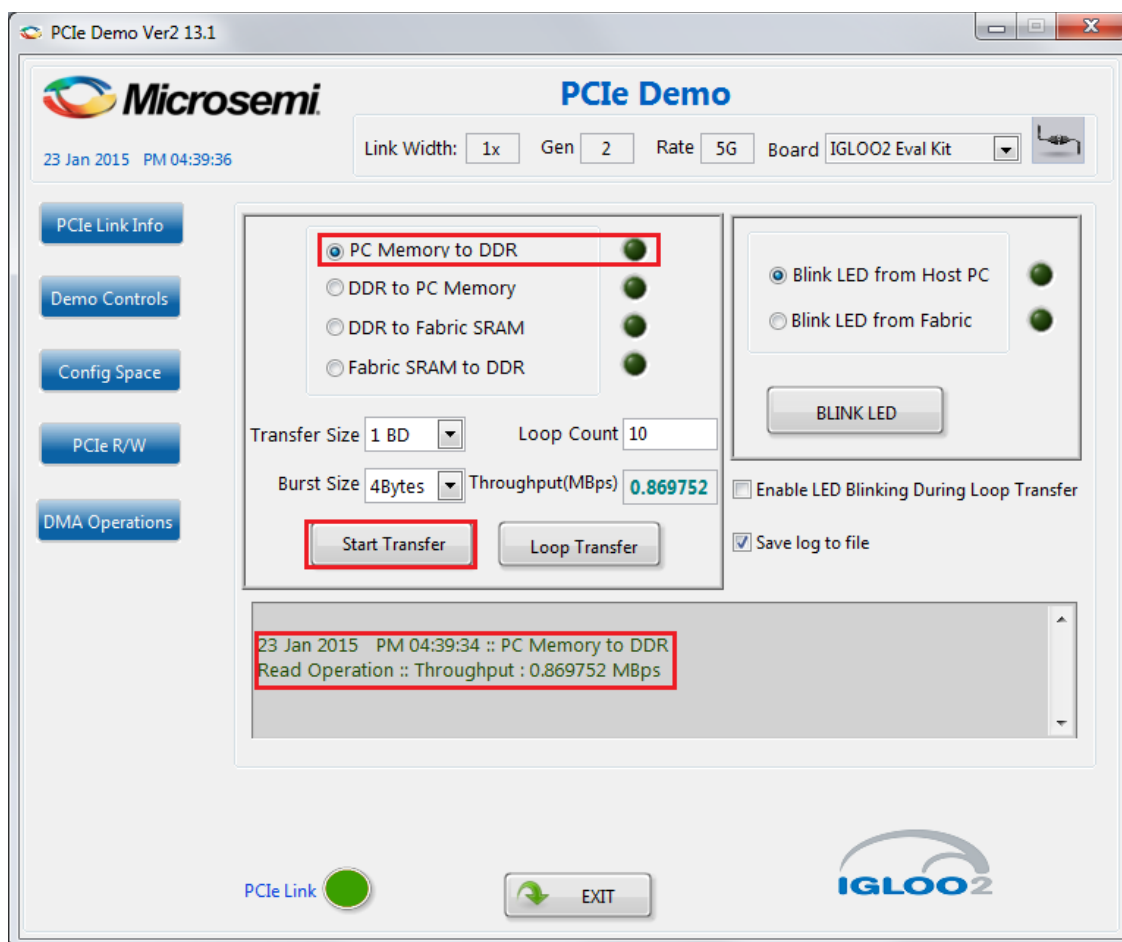 PCIe Demo Ver2 13.1
Microsemi.
PCIe Demo
23 Jan 2015 PM 04:39:36
Link Width: 1x Gen 2 Rate 5G Board IGLOO2 Eval Kit
PCIe Link Info
Demo Controls
Config Space
PCIe R/W
DMA Operations
PC Memory to DDR
DDR to PC Memory
DDR to Fabric SRAM
Fabric SRAM to DDR
Transfer Size 1 BD Loop Count 10
Burst Size 4Bytes Throughput(MBps) 0.869752
Start Transfer Loop Transfer
Blink LED from Host PC
Blink LED from Fabric
BLINK LED
Enable LED Blinking During Loop Transfer
Save log to file
23 Jan 2015 PM 04:39:34 :: PC Memory to DDR
Read Operation :: Throughput : 0.869752 MBps
PCIe Link
EXIT
IGLOO2